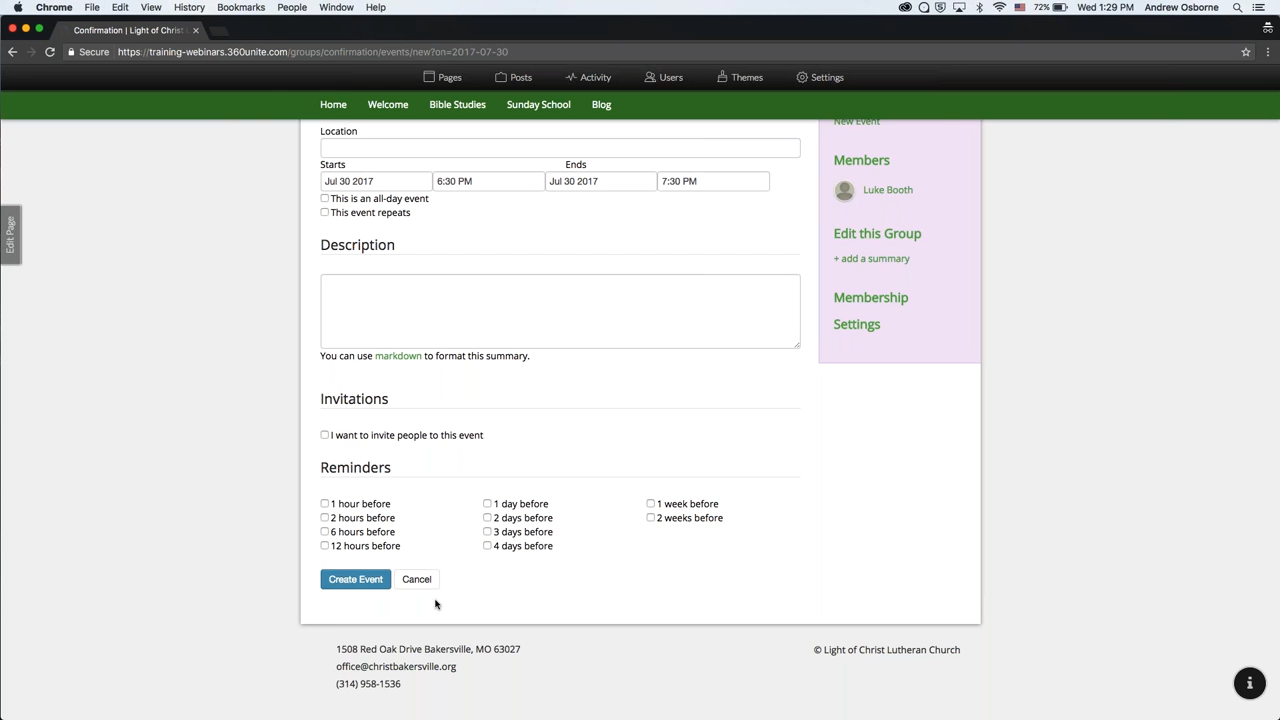 Chrome File Edit View History Bookmarks People Window Help 72% Wed 1:29 PM Andrew Osborne
Confirmation | Light of Christ
Secure https://training-webinars.360unite.com/groups/confirmation/events/new?on=2017-07-30
Pages Posts Activity Users Themes Settings
Home Welcome Bible Studies Sunday School Blog
New Event
Location
Members
Starts Ends
Jul 30 2017 6:30 PM Jul 30 2017 7:30 PM
Luke Booth
This is an all-day event
This event repeats
Edit Page
Edit this Group
Description
+ add a summary
Membership
Settings
You can use markdown to format this summary.
Invitations
I want to invite people to this event
Reminders
1 hour before 1 day before 1 week before
2 hours before 2 days before 2 weeks before
6 hours before 3 days before
12 hours before 4 days before
Create Event Cancel
1508 Red Oak Drive Bakersville, MO 63027 © Light of Christ Lutheran Church
office@christbakersville.org
(314) 958-1536